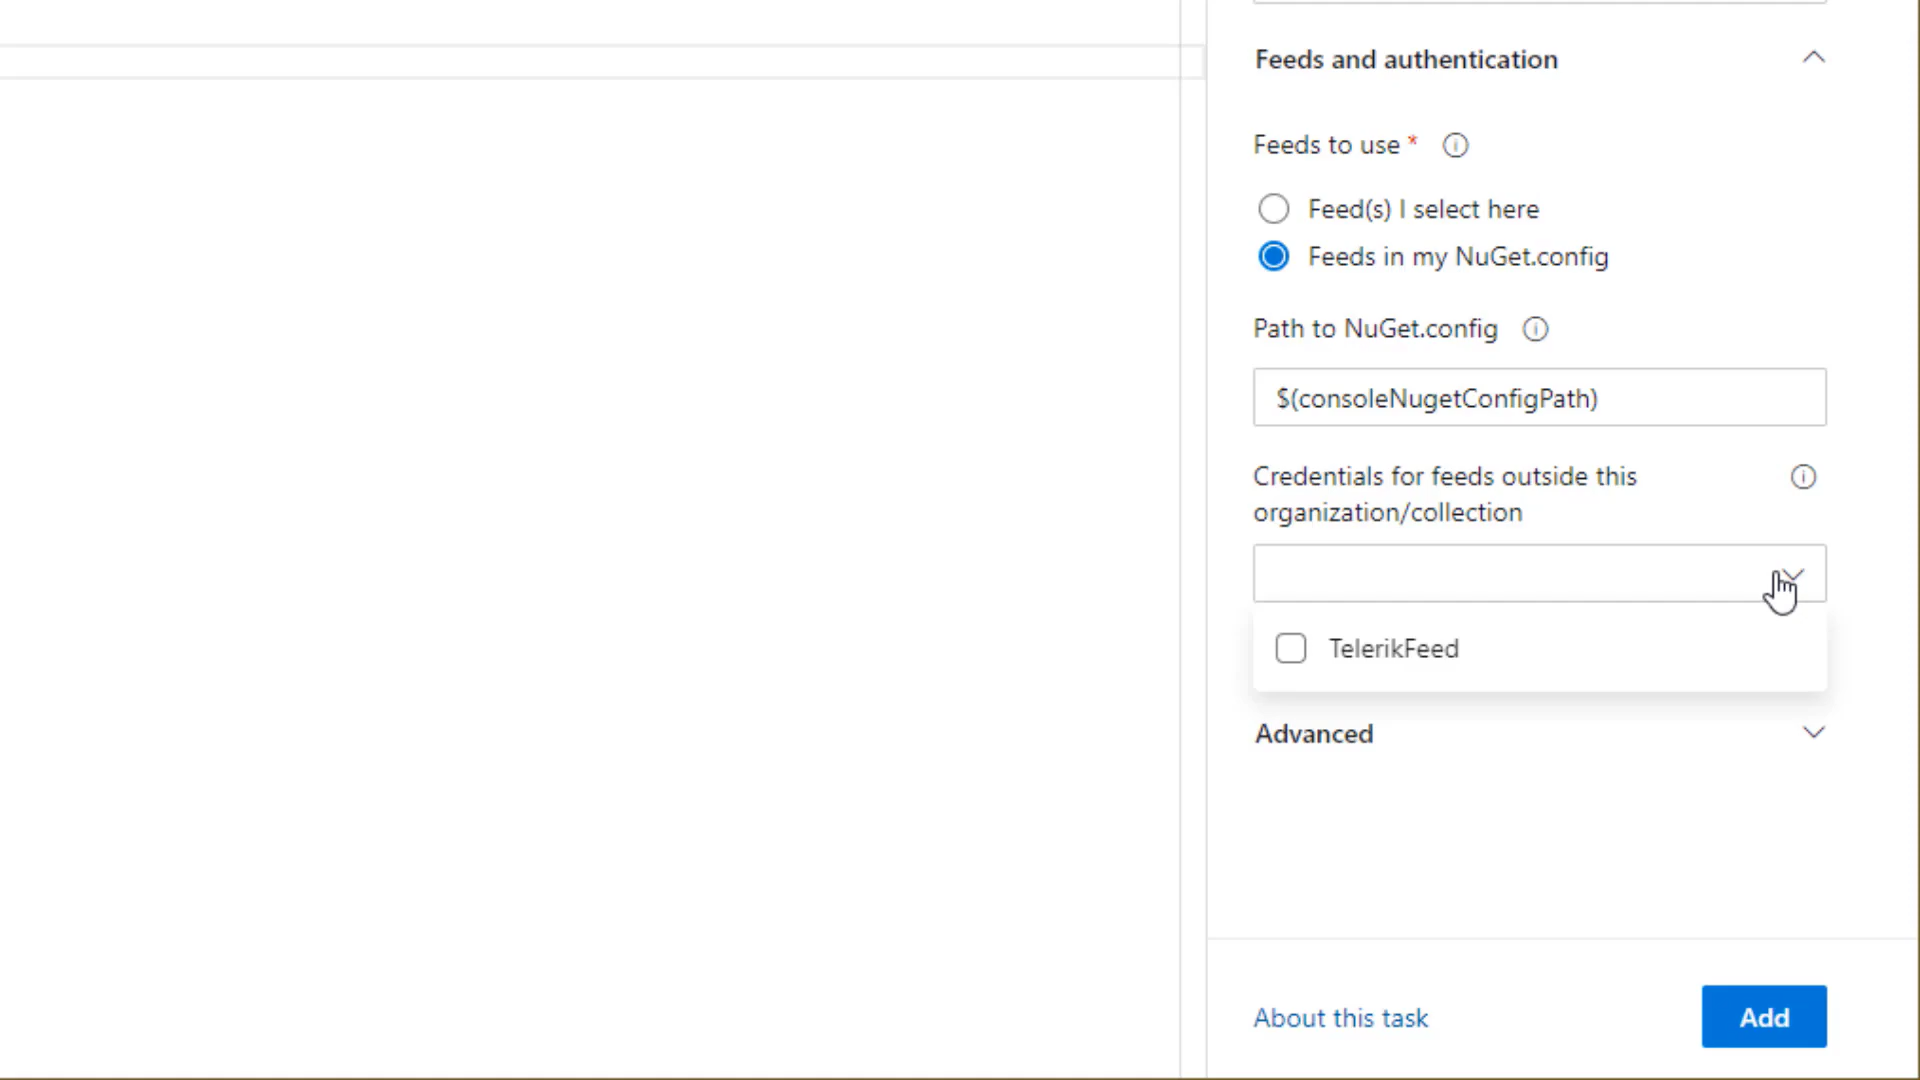 Feeds and authentication
Feeds to use *
Feed(s) I select here
Feeds in my NuGet.config
Path to NuGet.config
$(consoleNugetConfigPath)
Credentials for feeds outside this
organization/collection
TelerikFeed
Advanced
About this task
Add